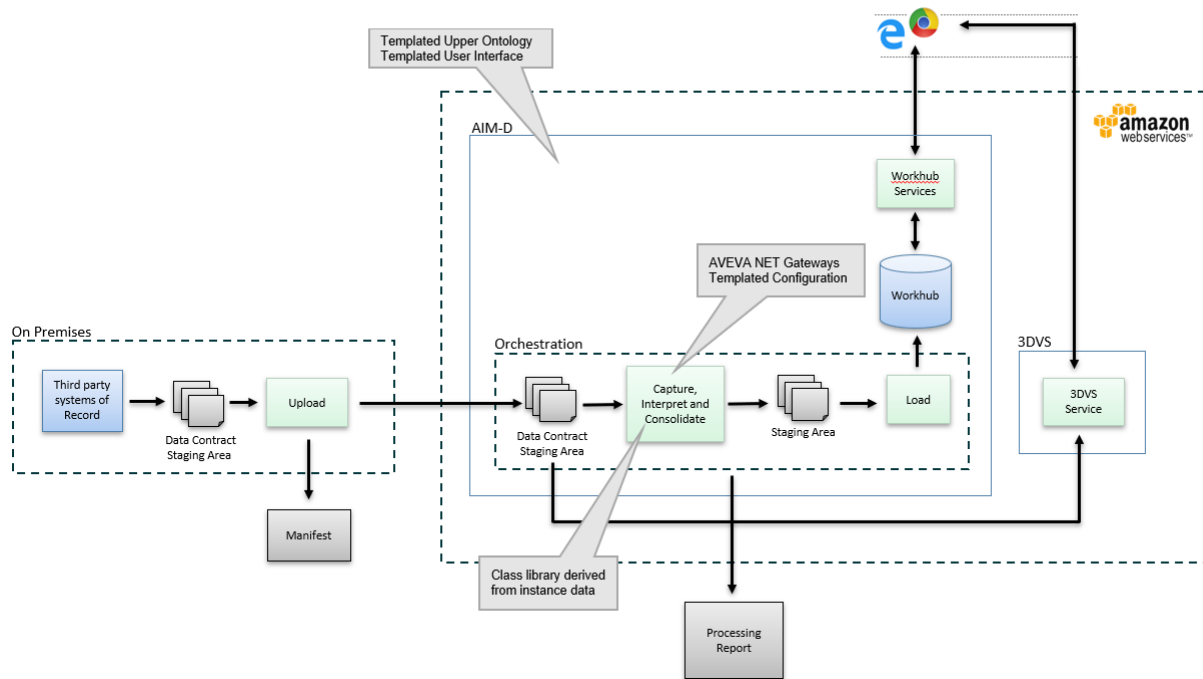 Templated Upper Ontology
Templated User Interface
amazon
webservices™
AIM-D
Workhub
Services
AVEVA NET Gateways
Templated Configuration
Workhub
On Premises
Orchestration
3DVS
Third party
systems of
Record
Data Contract
Staging Area
Upload
Data Contract
Staging Area
Capture,
Interpret and
Consolidate
Staging Area
Load
3DVS
Service
Manifest
Class library derived
from instance data
Processing
Report